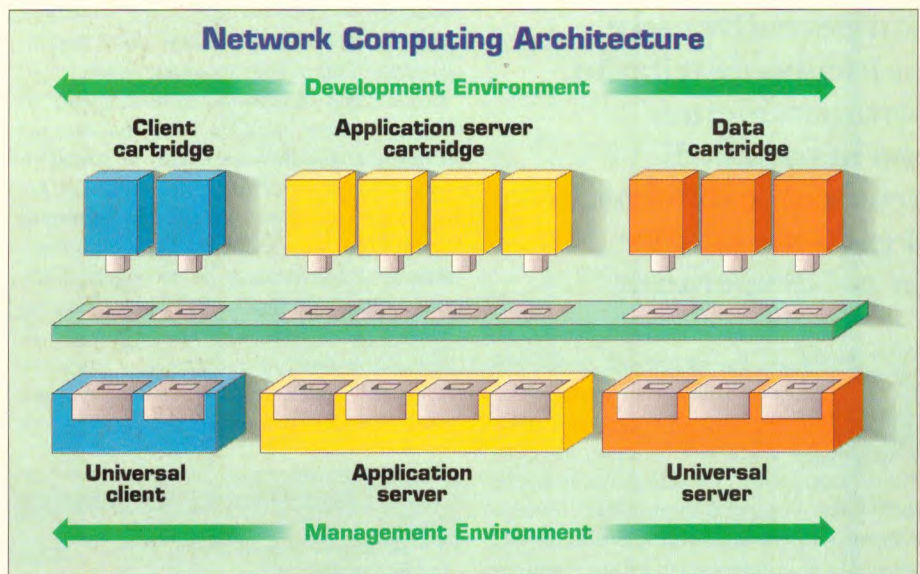 Network Computing Architecture
Development Environment
Client
cartridge
Application server
cartridge
Data
cartridge
Universal
client
Application
server
Universal
server
Management Environment